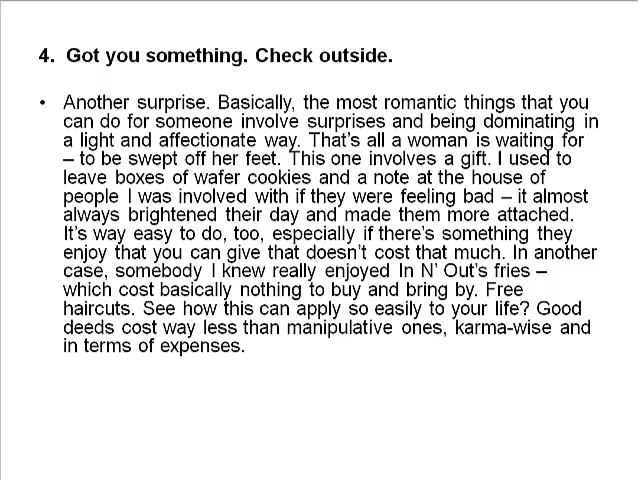 4. Got you something. Check outside.
• Another surprise. Basically, the most romantic things that you
can do for someone involve surprises and being dominating in
a light and affectionate way. That's all a woman is waiting for
– to be swept off her feet. This one involves a gift. I used to
leave boxes of wafer cookies and a note at the house of
people I was involved with if they were feeling bad – it almost
always brightened their day and made them more attached.
It's way easy to do, too, especially if there's something they
enjoy that you can give that doesn't cost that much. In another
case, somebody I knew really enjoyed In N' Out's fries –
which cost basically nothing to buy and bring by. Free
haircuts. See how this can apply so easily to your life? Good
deeds cost way less than manipulative ones, karma-wise and
in terms of expenses.